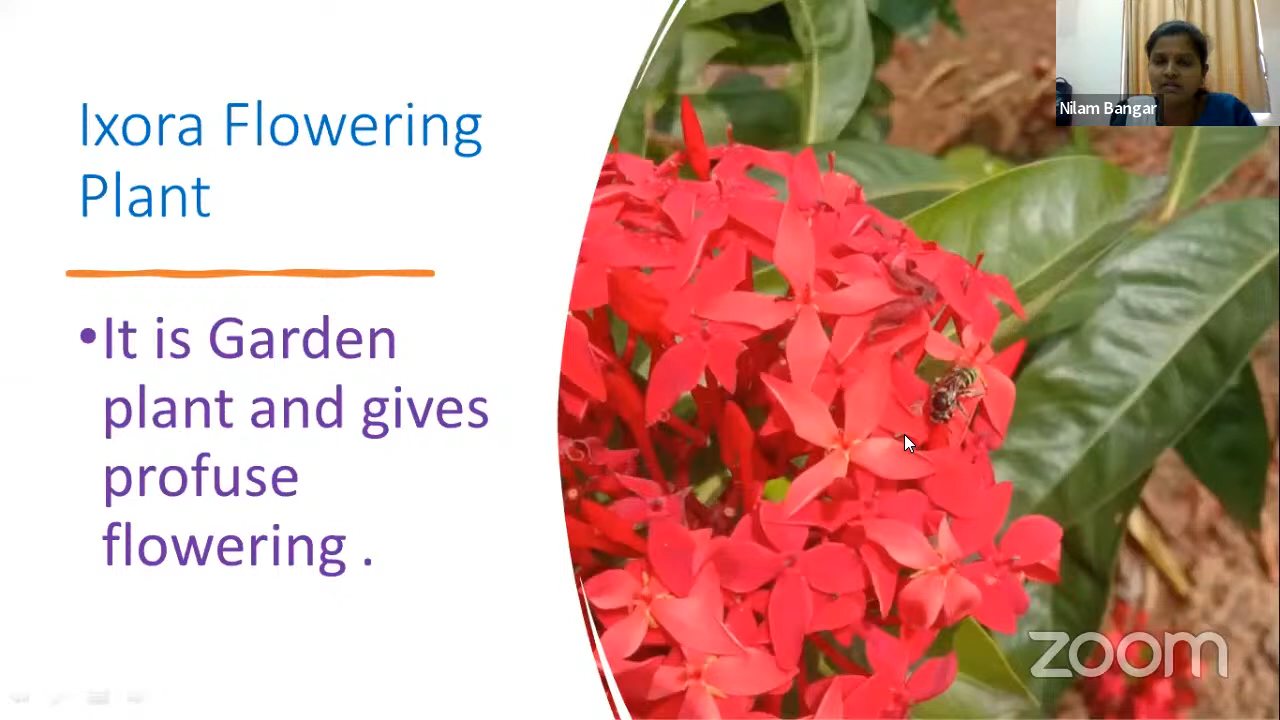 Ixora Flowering
Plant
•It is Garden
plant and gives
profuse
flowering .
Nilam Bangar
zoom